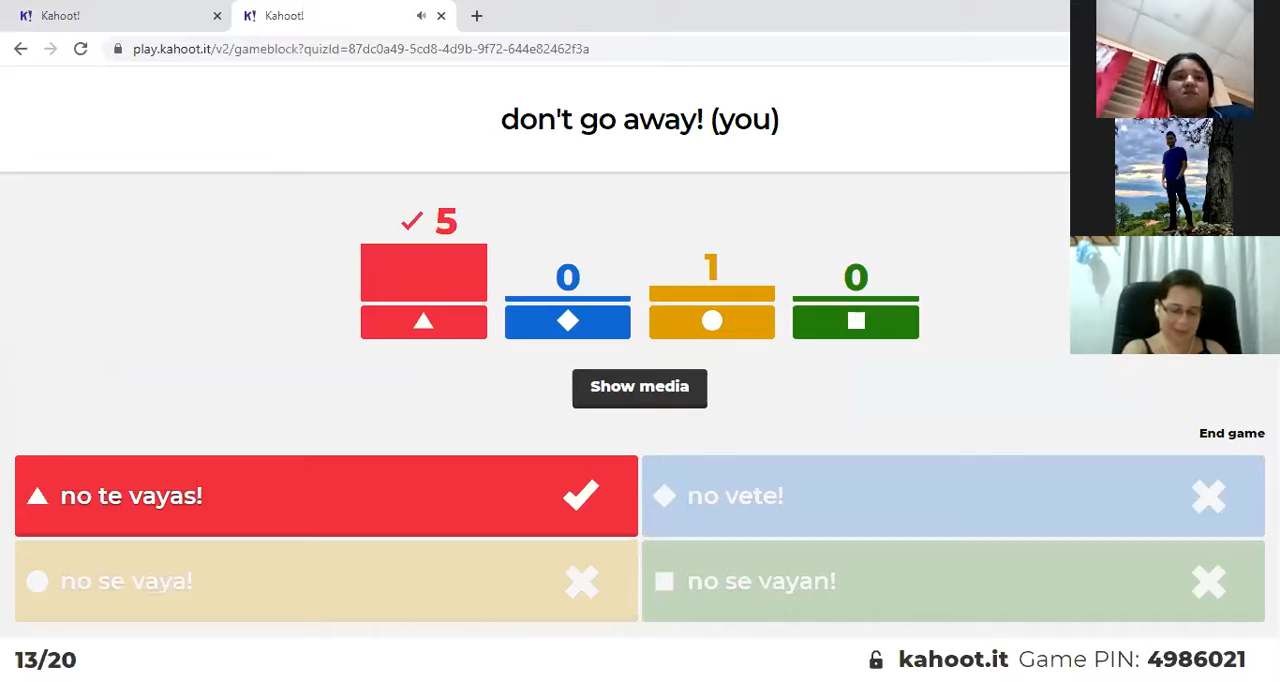 K! Kahoot!
K! Kahoot!
play.kahoot.it/v2/gameblock?quizId=87dc0a49-5cd8-4d9b-9f72-644e82462f3a
don't go away! (you)
5
0
1
0
Show media
End game
no te vayas!
no vete!
no se vaya!
no se vayan!
13/20
kahoot.it Game PIN: 4986021